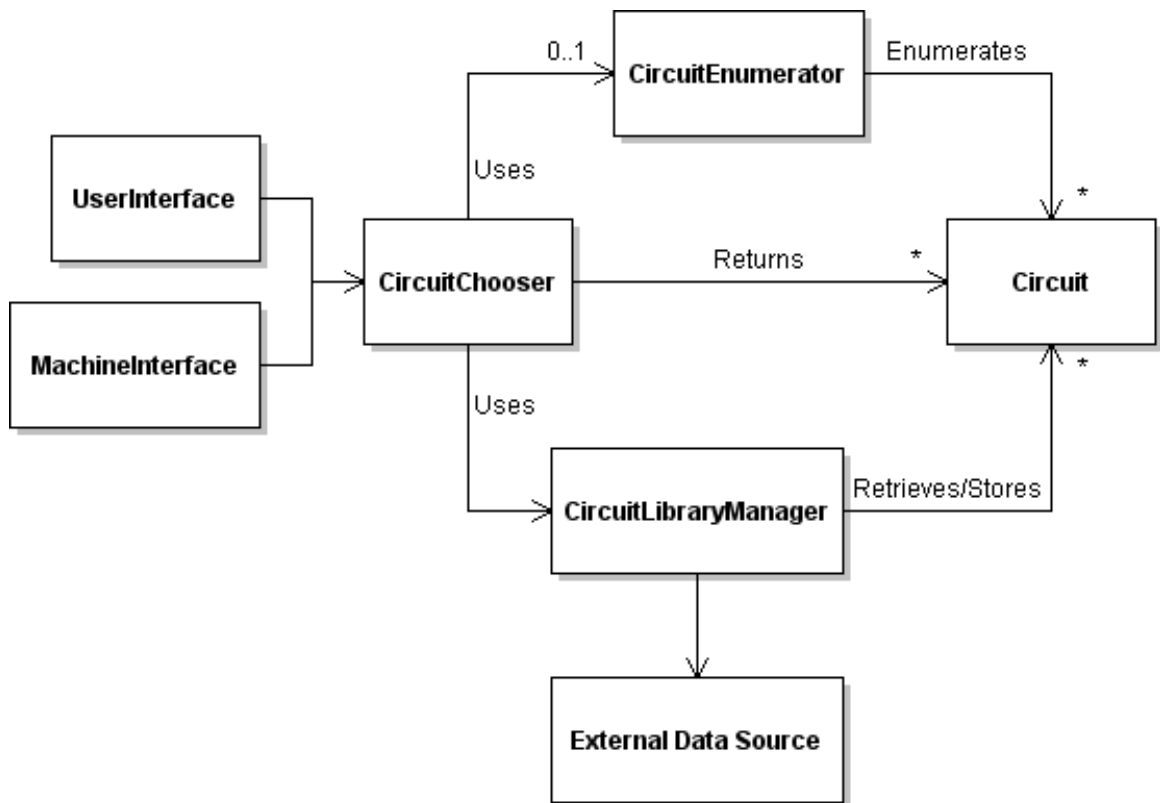 0..1
CircuitEnumerator
Enumerates
Uses
*
UserInterface
CircuitChooser
Returns
*
Circuit
MachineInterface
*
Uses
CircuitLibraryManager
Retrieves/Stores
External Data Source